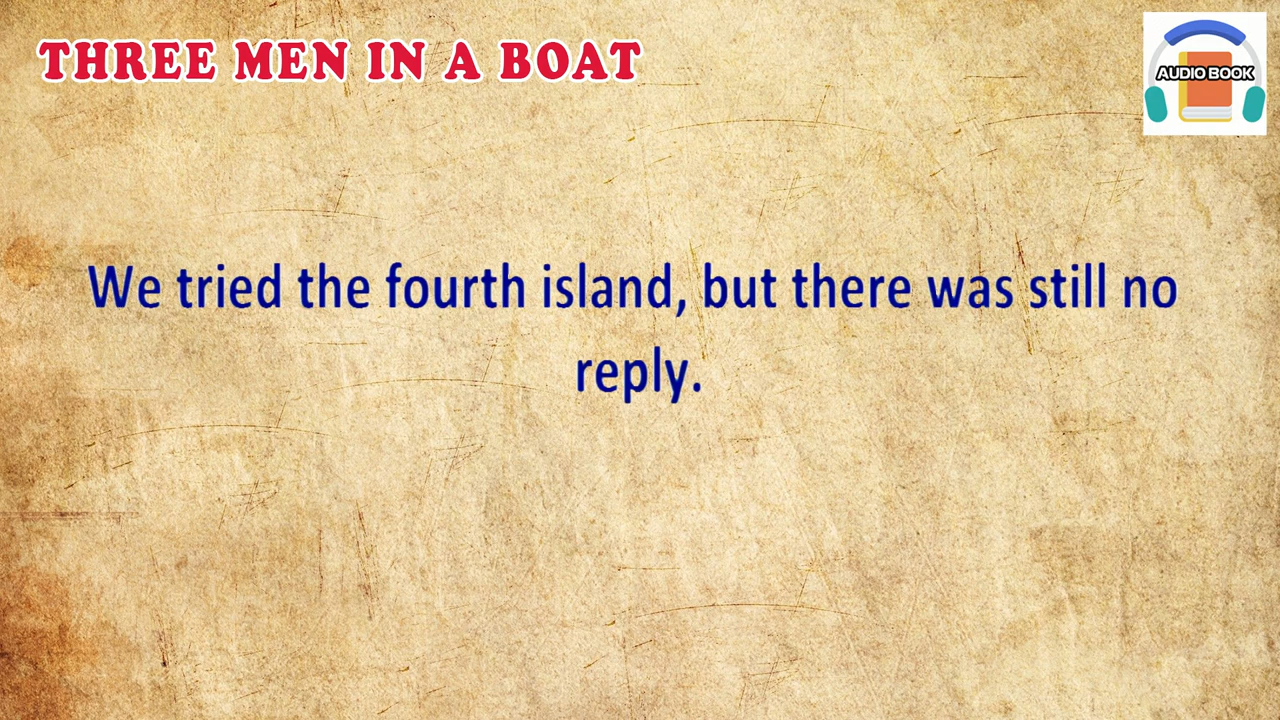 THREE MEN IN A BOAT
AUDIO BOOK
We tried the fourth island, but there was still no
reply.